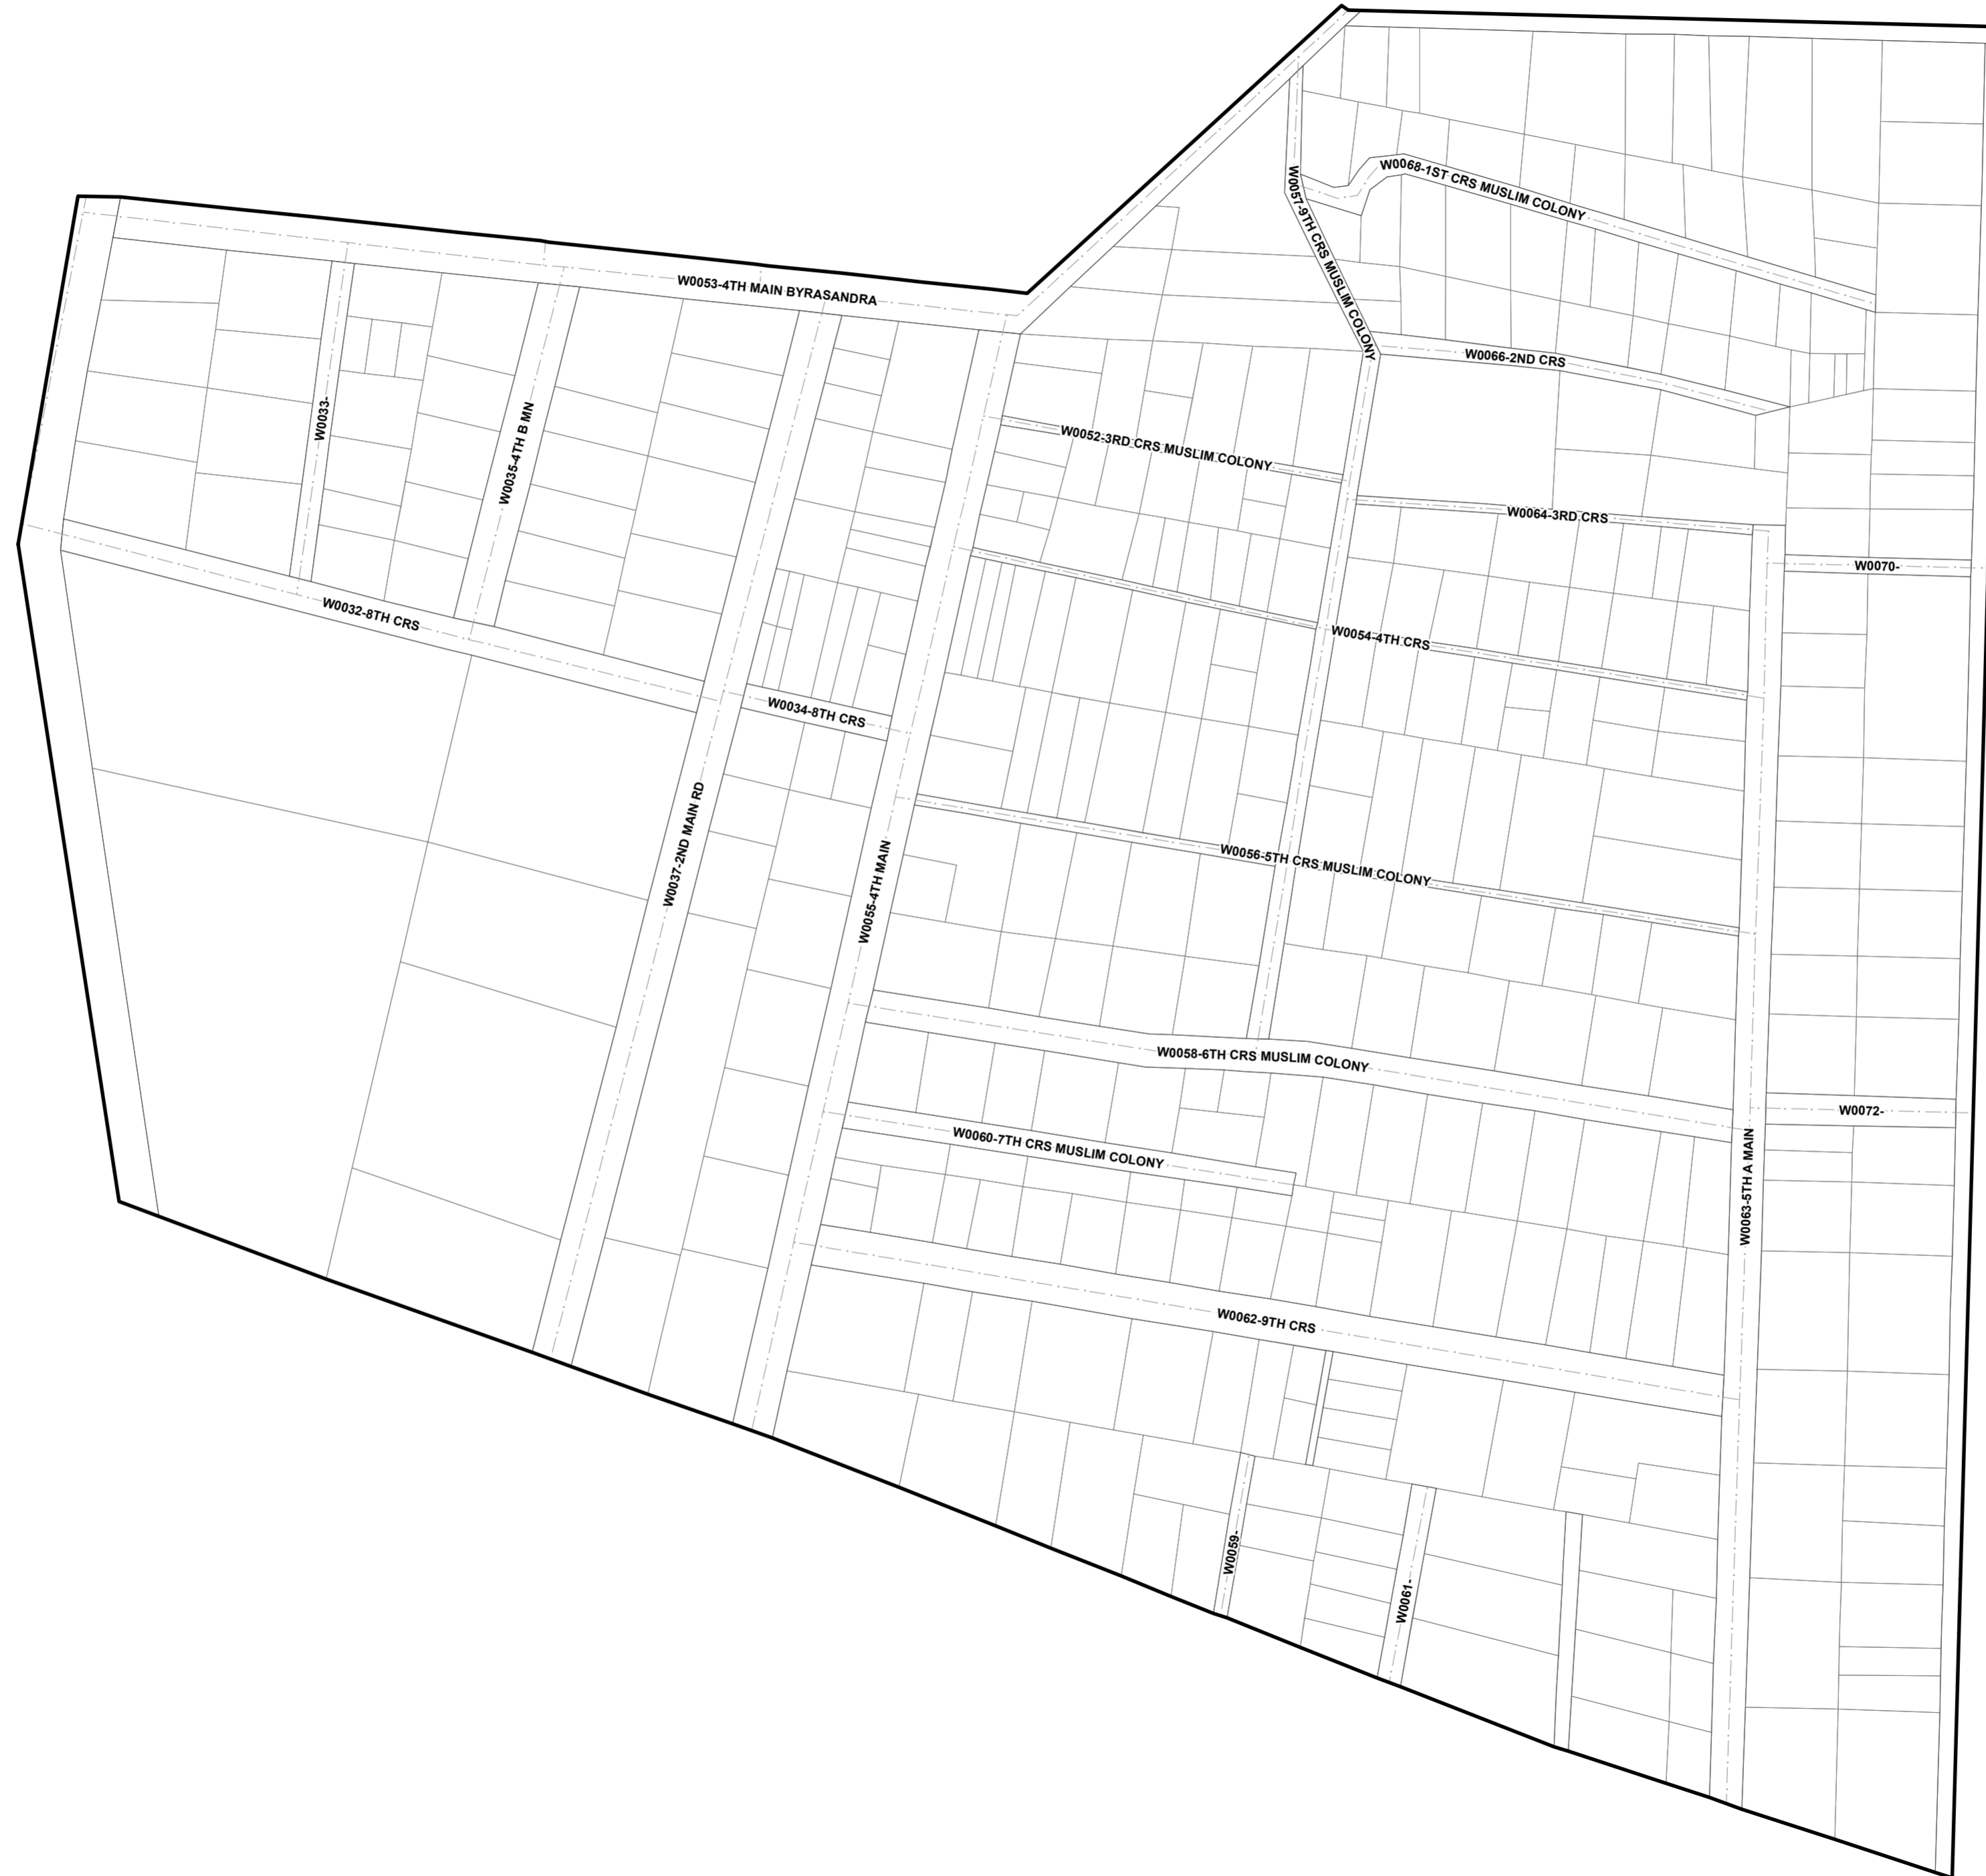 W0068-1ST CRS MUSLIM COLONY
W0057-9TH CRS MUSLIM COLONY
W0053-4TH MAIN BYRASANDRA
W0066-2ND CRS
W0033-
W0035-4TH B MN
W0052-3RD CRS MUSLIM COLONY
W0064-3RD CRS
W0070-
W0032-8TH CRS
W0054-4TH CRS
W0034-8TH CRS
W0037-2ND MAIN RD
W0055-4TH MAIN
W0056-5TH CRS MUSLIM COLONY
W0058-6TH CRS MUSLIM COLONY
W0072-
W0060-7TH CRS MUSLIM COLONY
W0063-5TH A MAIN
W0062-9TH CRS
W0059-
W0061-